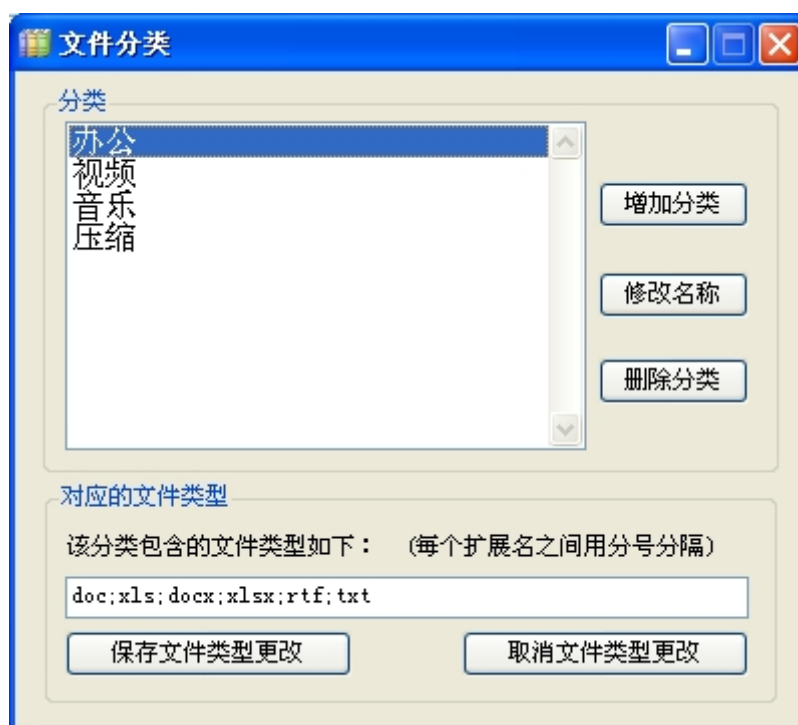 文件分类
分类
办公
视频
音乐
压缩
增加分类
修改名称
删除分类
对应的文件类型
该分类包含的文件类型如下： (每个扩展名之间用分号分隔)
doc;xls;docx;xlsx;rtf;txt
保存文件类型更改 取消文件类型更改